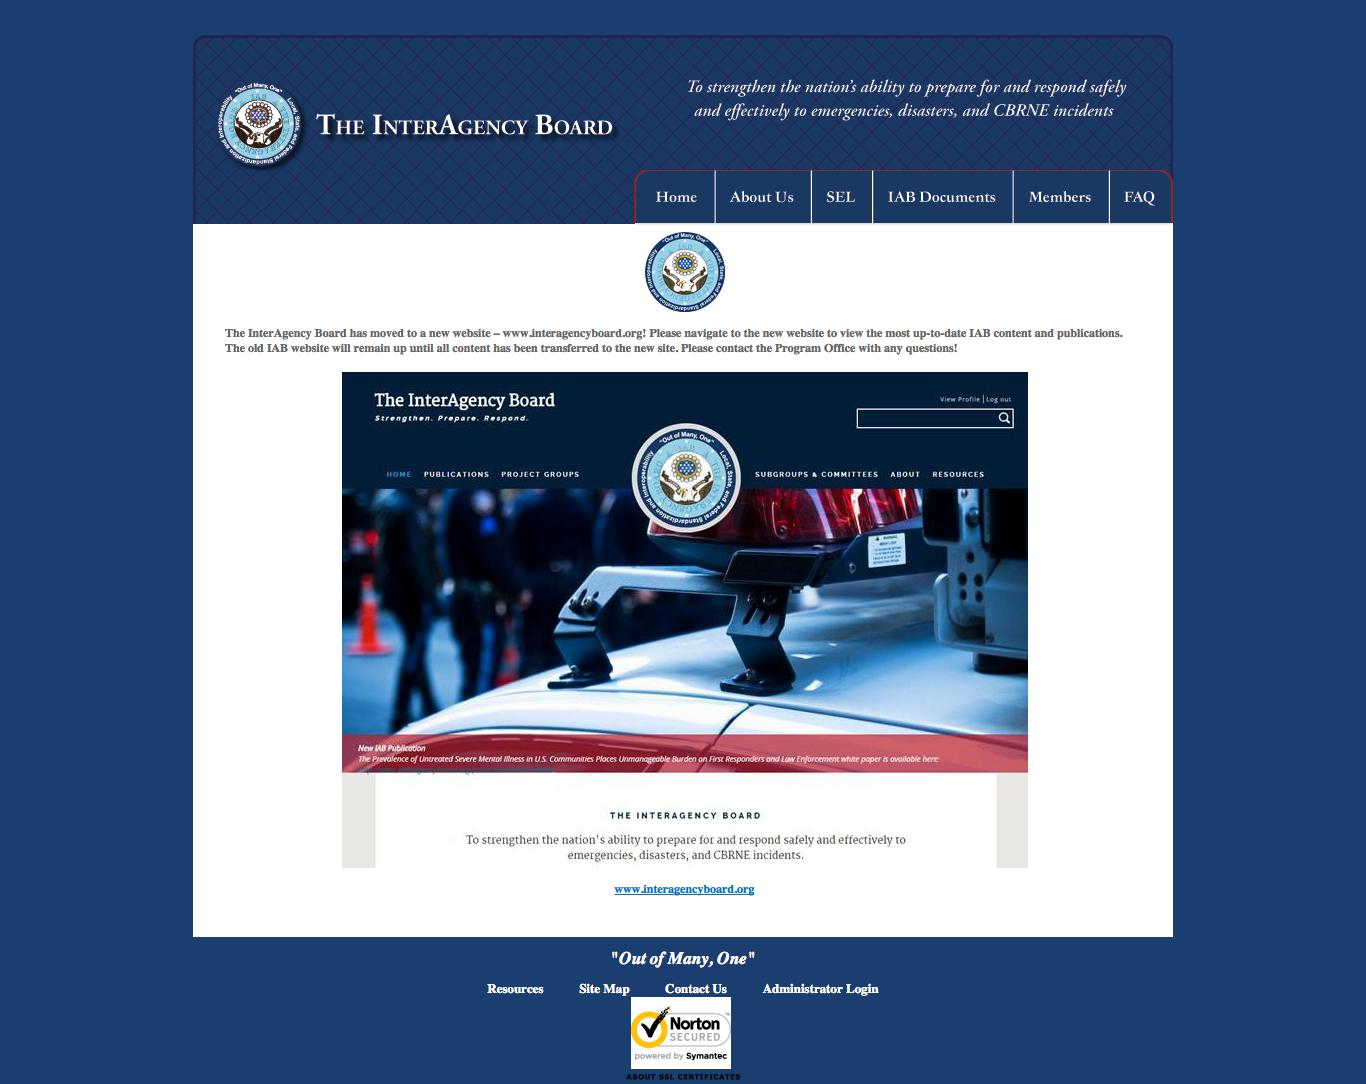 "Out of Many, One"
Local, State, and Federal Standardization and Interoperability
THE INTERAGENCY BOARD
To strengthen the nation's ability to prepare for and respond safely
and effectively to emergencies, disasters, and CBRNE incidents
Home About Us SEL IAB Documents Members FAQ
"Out of Many, One"
Local, State, and Federal Standardization and Interoperability
The InterAgency Board has moved to a new website – www.interagencyboard.org! Please navigate to the new website to view the most up-to-date IAB content and publications.
The old IAB website will remain up until all content has been transferred to the new site. Please contact the Program Office with any questions!
The InterAgency Board
Strengthen. Prepare. Respond.
View Profile | Log out
"Out of Many, One"
Local, State, and Federal Standardization and Interoperability
HOME PUBLICATIONS PROJECT GROUPS SUBGROUPS & COMMITTEES ABOUT RESOURCES
WARNING
New IAB Publication
The Prevalence of Untreated Severe Mental Illness in U.S. Communities Places Unmanageable Burden on First Responders and Law Enforcement white paper is available here:
THE INTERAGENCY BOARD
To strengthen the nation's ability to prepare for and respond safely and effectively to
emergencies, disasters, and CBRNE incidents.
www.interagencyboard.org
"Out of Many, One"
Resources Site Map Contact Us Administrator Login
Norton
SECURED
powered by Symantec
ABOUT SSL CERTIFICATES